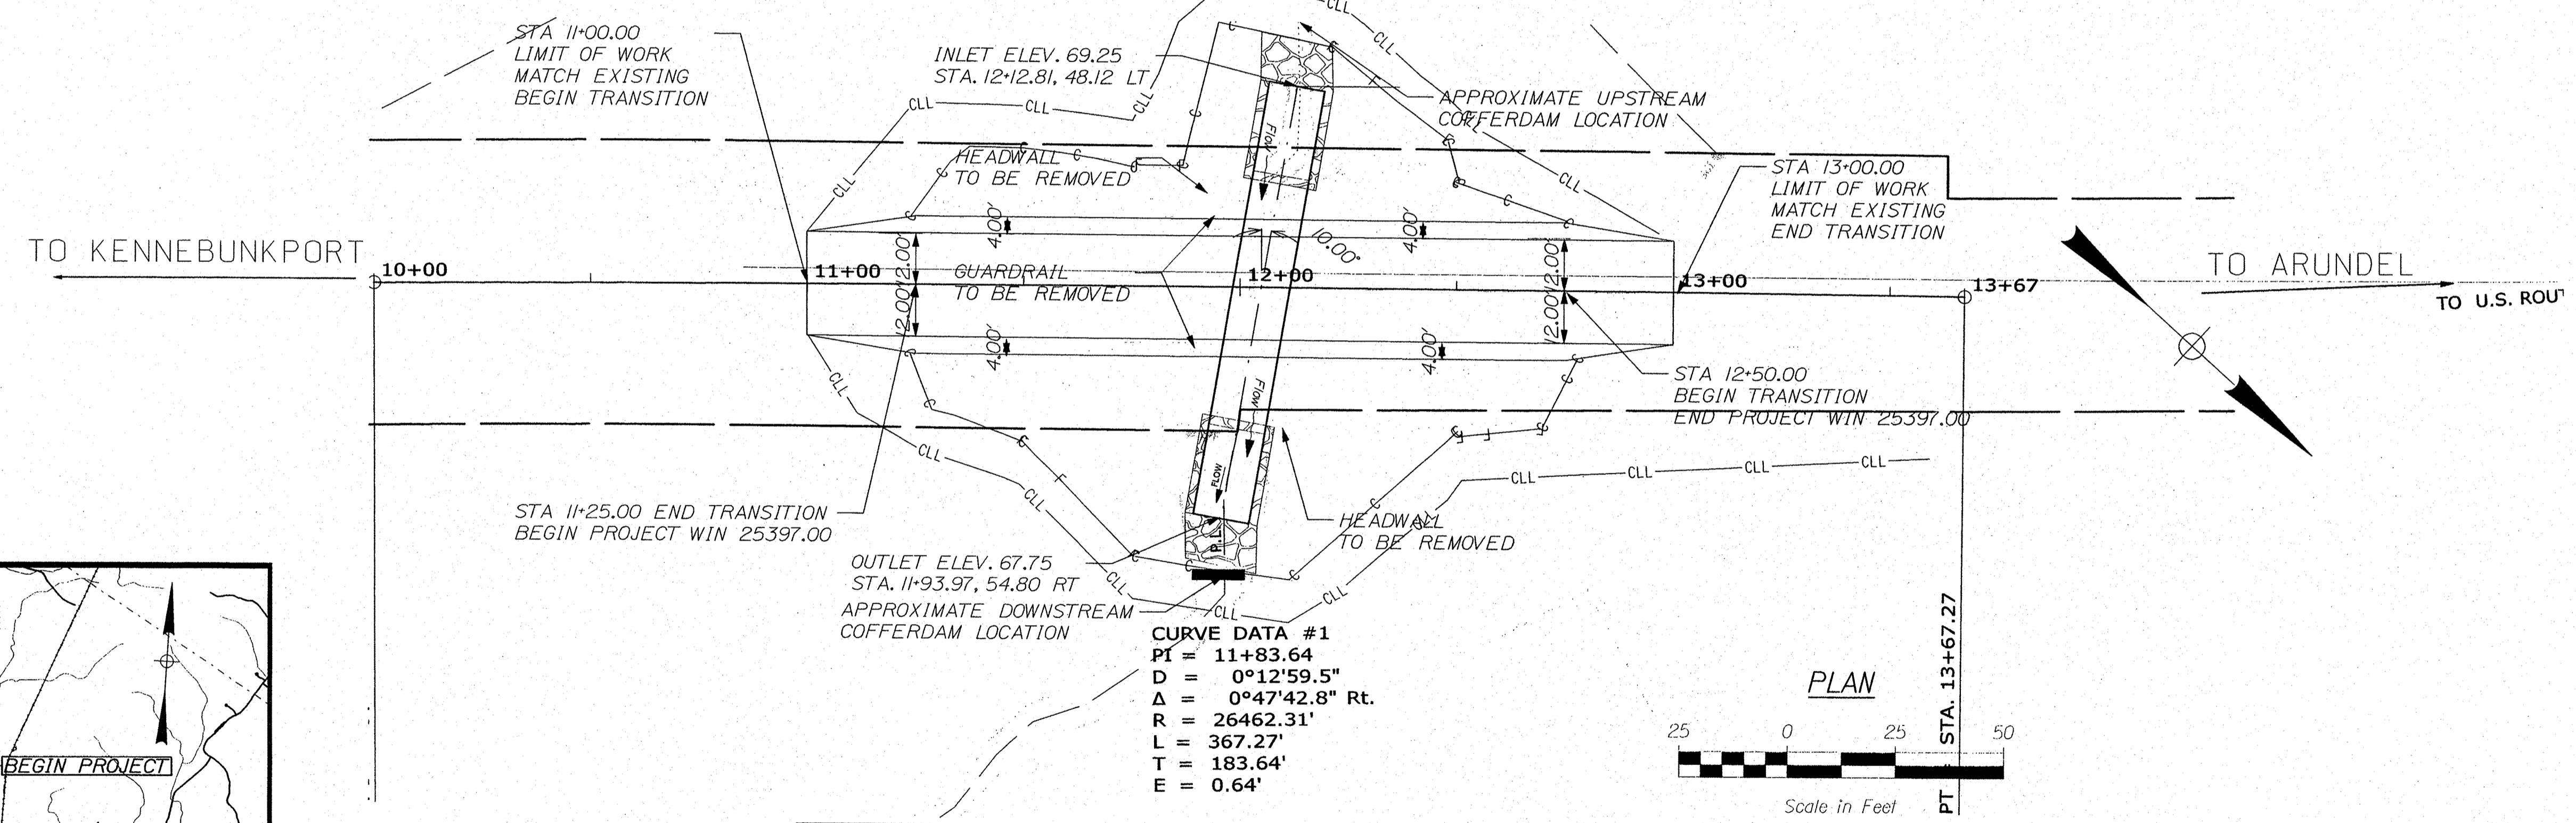 STA 11+00.00
LIMIT OF WORK
MATCH EXISTING
BEGIN TRANSITION
INLET ELEV. 69.25
STA. 12+12.81, 48.12 LT
CLL
CLL
CLL
CLL
CLL
CLL
CLL
CLL
APPROXIMATE UPSTREAM
COFFERDAM LOCATION
HEADWALL
TO BE REMOVED
STA 13+00.00
LIMIT OF WORK
MATCH EXISTING
END TRANSITION
FLOW
4.00'
4.00'
10.00°
TO KENNEBUNKPORT
10+00
11+00
12.00'
12.00'
GUARDRAIL
TO BE REMOVED
12+00
12.00'
12.00'
13+00
13+67
TO ARUNDEL
TO U.S. ROUT
4.00'
4.00'
STA 12+50.00
BEGIN TRANSITION
END PROJECT WIN 25397.00
CLL
CLL
CLL
CLL
CLL
CLL
CLL
CLL
CLL
CLL
FLOW
FLOW
P.L.
STA 11+25.00 END TRANSITION
BEGIN PROJECT WIN 25397.00
HEADWALL
TO BE REMOVED
OUTLET ELEV. 67.75
STA. 11+93.97, 54.80 RT
APPROXIMATE DOWNSTREAM
COFFERDAM LOCATION
CURVE DATA #1
PI = 11+83.64
D = 0°12'59.5"
Δ = 0°47'42.8" Rt.
R = 26462.31'
L = 367.27'
T = 183.64'
E = 0.64'
PLAN
25 0 25 50
Scale in Feet
PT STA. 13+67.27
BEGIN PROJECT